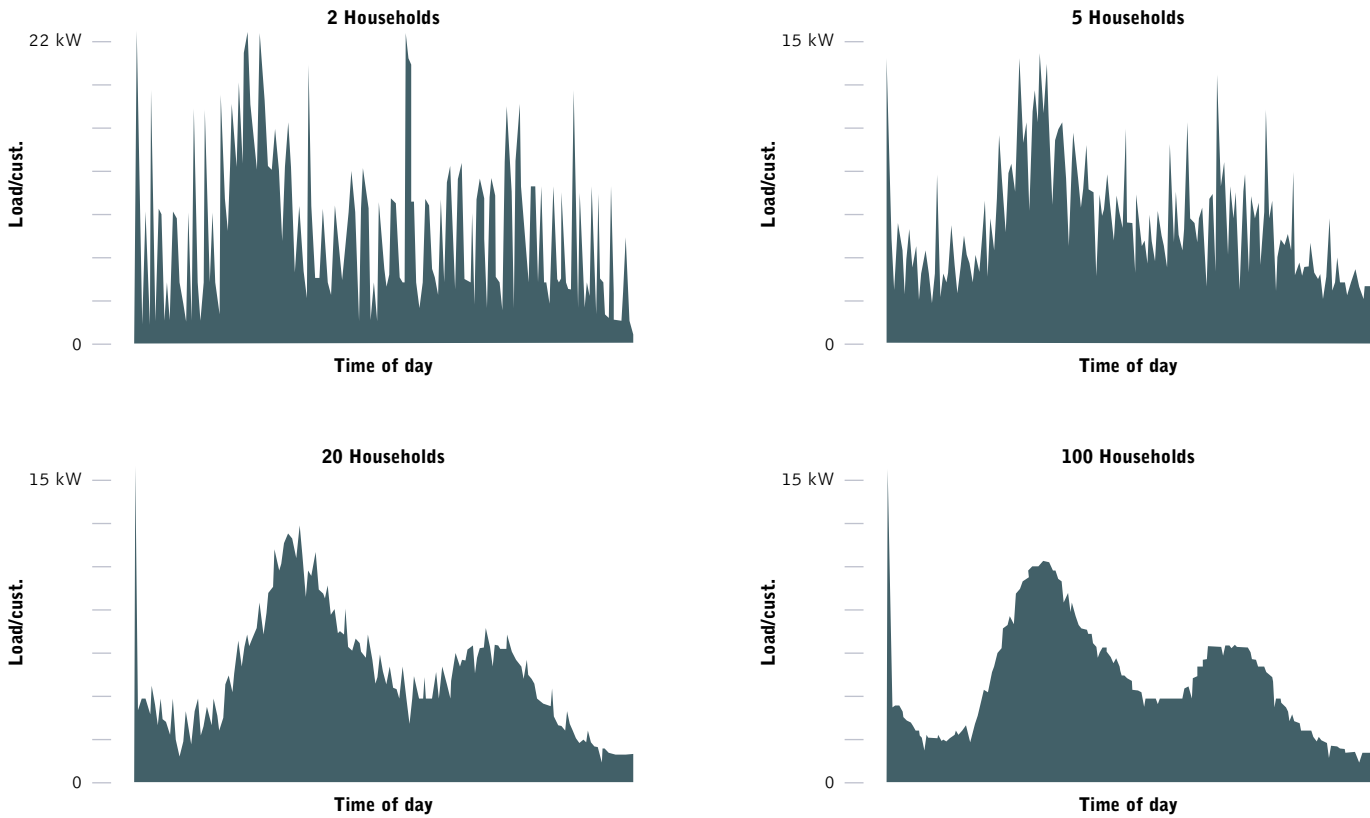 2 Households
22 kW
Load/cust.
0
Time of day
5 Households
15 kW
Load/cust.
0
Time of day
20 Households
15 kW
Load/cust.
0
Time of day
100 Households
15 kW
Load/cust.
0
Time of day